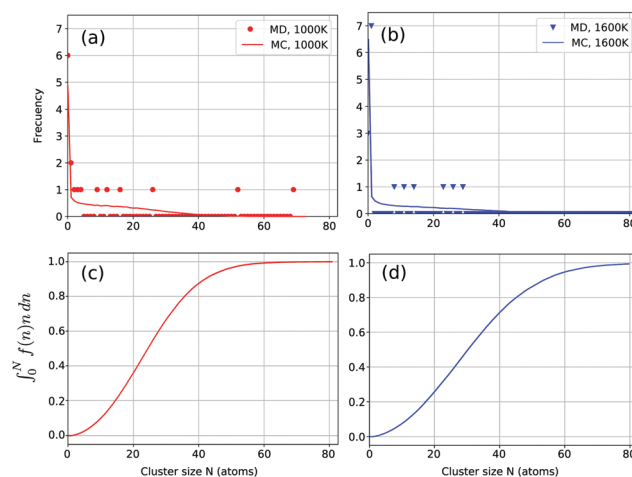 (a)
MD, 1000K
MC, 1000K
7
6
5
4
3
2
1
0
0 20 40 60 80
Frecuency
(b)
MD, 1600K
MC, 1600K
7
6
5
4
3
2
1
0
0 20 40 60 80
(c)
1.0
0.8
0.6
0.4
0.2
0.0
0 20 40 60 80
∫₀ᴺ f(n)n dn
Cluster size N (atoms)
(d)
1.0
0.8
0.6
0.4
0.2
0.0
0 20 40 60 80
Cluster size N (atoms)